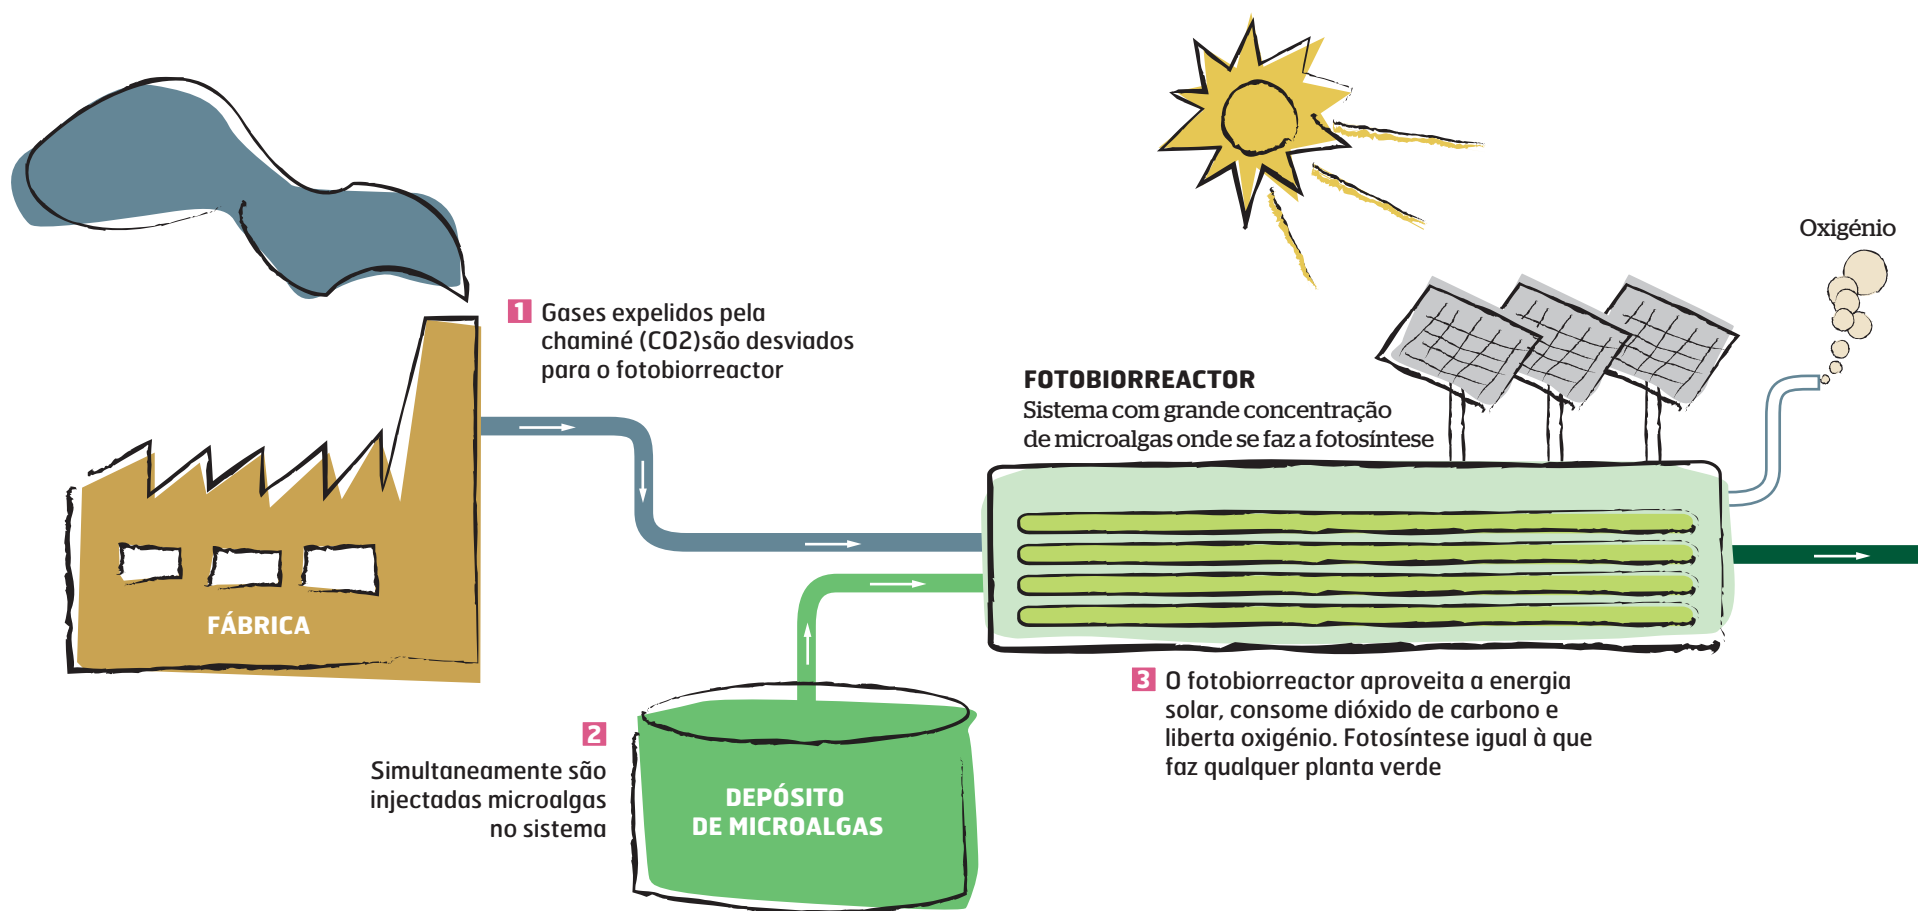 Oxigénio
1 Gases expelidos pela
chaminé (CO2)são desviados
para o fotobiorreactor
FOTOBIORREACTOR
Sistema com grande concentração
de microalgas onde se faz a fotosíntese
FÁBRICA
2
Simultaneamente são
injectadas microalgas
no sistema
DEPÓSITO
DE MICROALGAS
3 O fotobiorreactor aproveita a energia
solar, consome dióxido de carbono e
liberta oxigénio. Fotosíntese igual à que
faz qualquer planta verde